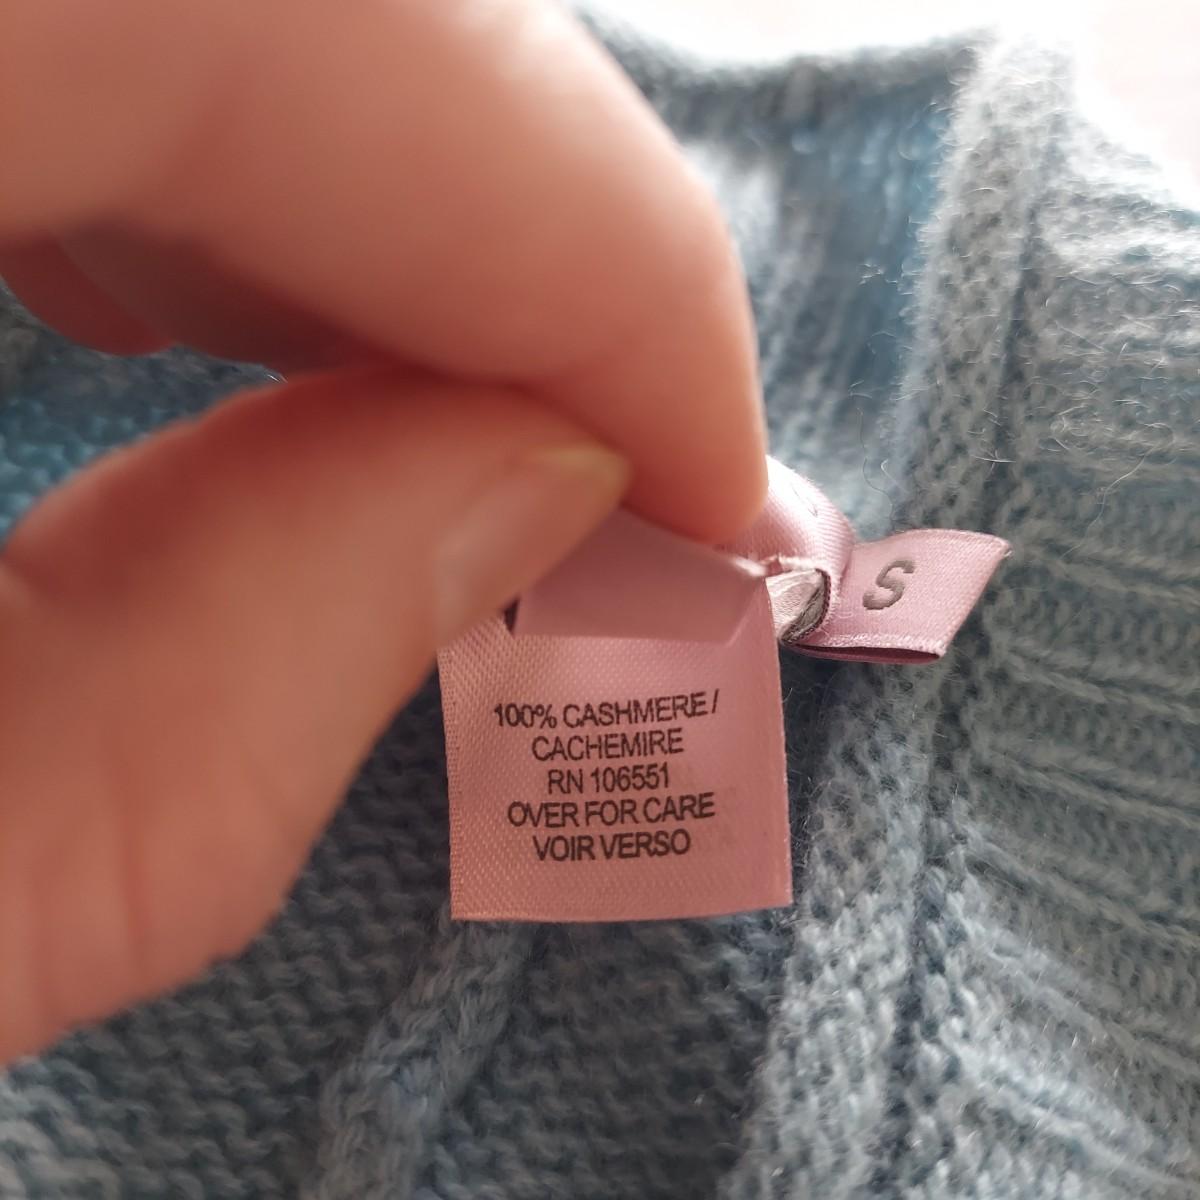 S
100% CASHMERE /
CACHEMIRE
RN 106551
OVER FOR CARE
VOIR VERSO